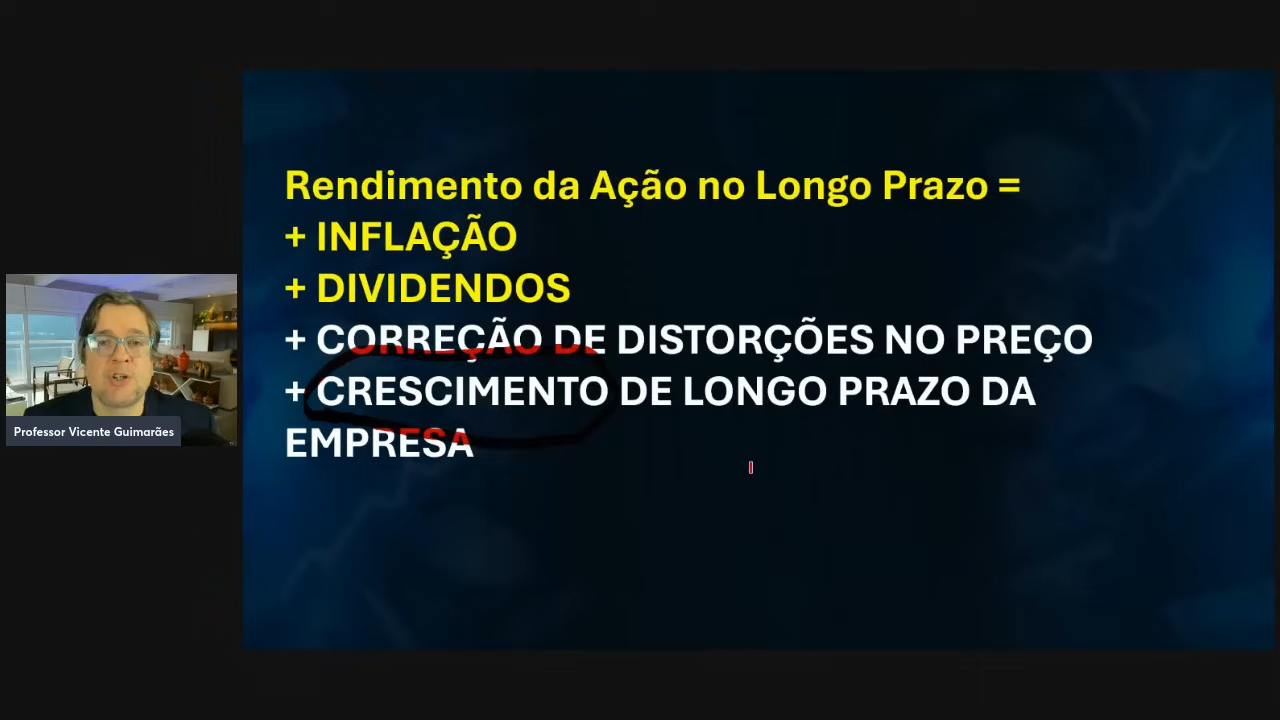 Rendimento da Ação no Longo Prazo =
+ INFLAÇÃO
+ DIVIDENDOS
+ CORREÇÃO DE DISTORÇÕES NO PREÇO
+ CRESCIMENTO DE LONGO PRAZO DA
EMPRESA
Professor Vicente Guimarães